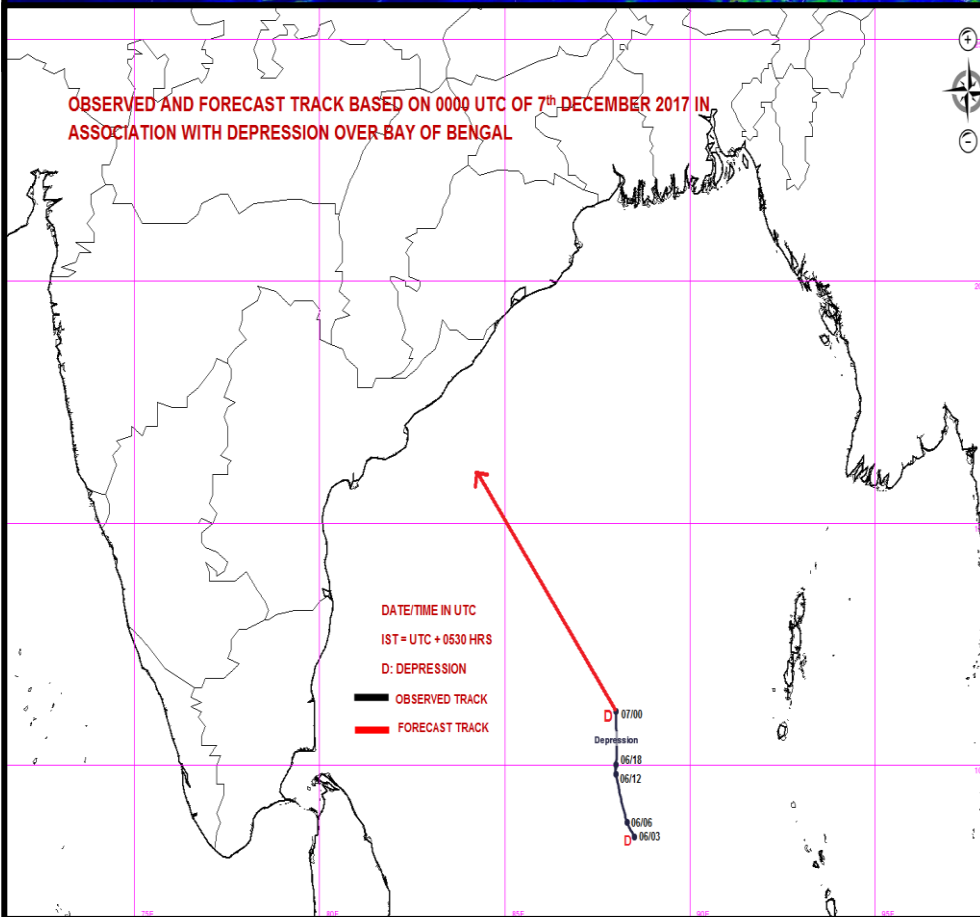 OBSERVED AND FORECAST TRACK BASED ON 0000 UTC OF 7th DECEMBER 2017 IN
ASSOCIATION WITH DEPRESSION OVER BAY OF BENGAL
+
-
DATE/TIME IN UTC
IST = UTC + 0530 HRS
D: DEPRESSION
OBSERVED TRACK
FORECAST TRACK
D 07/00
Depression
06/18
06/12
06/06
D 06/03
75E 80E 85E 90E 95E